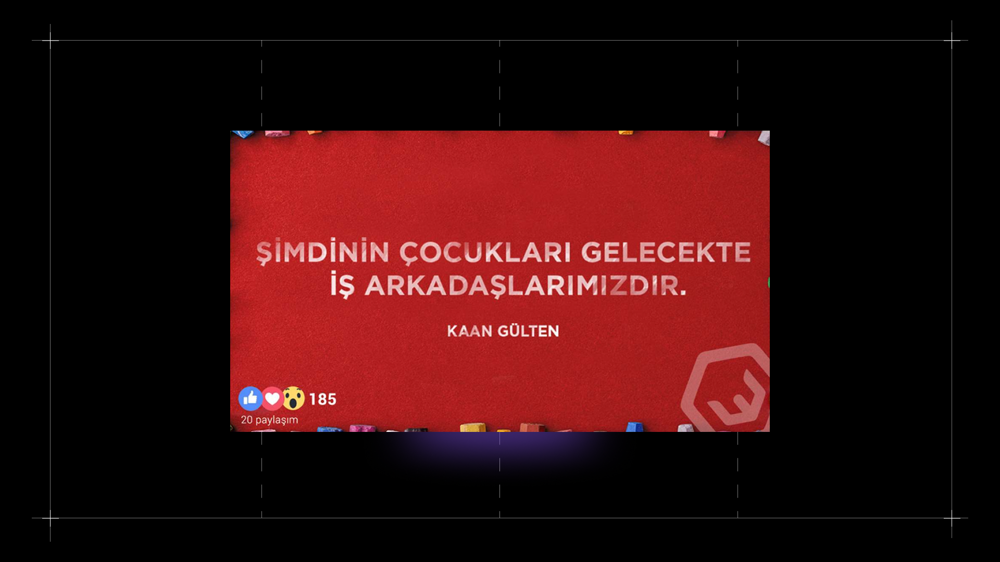 ŞİMDİNİN ÇOCUKLARI GELECEKTE
İŞ ARKADAŞLARIMIZDIR.
KAAN GÜLTEN
185
20 paylaşım